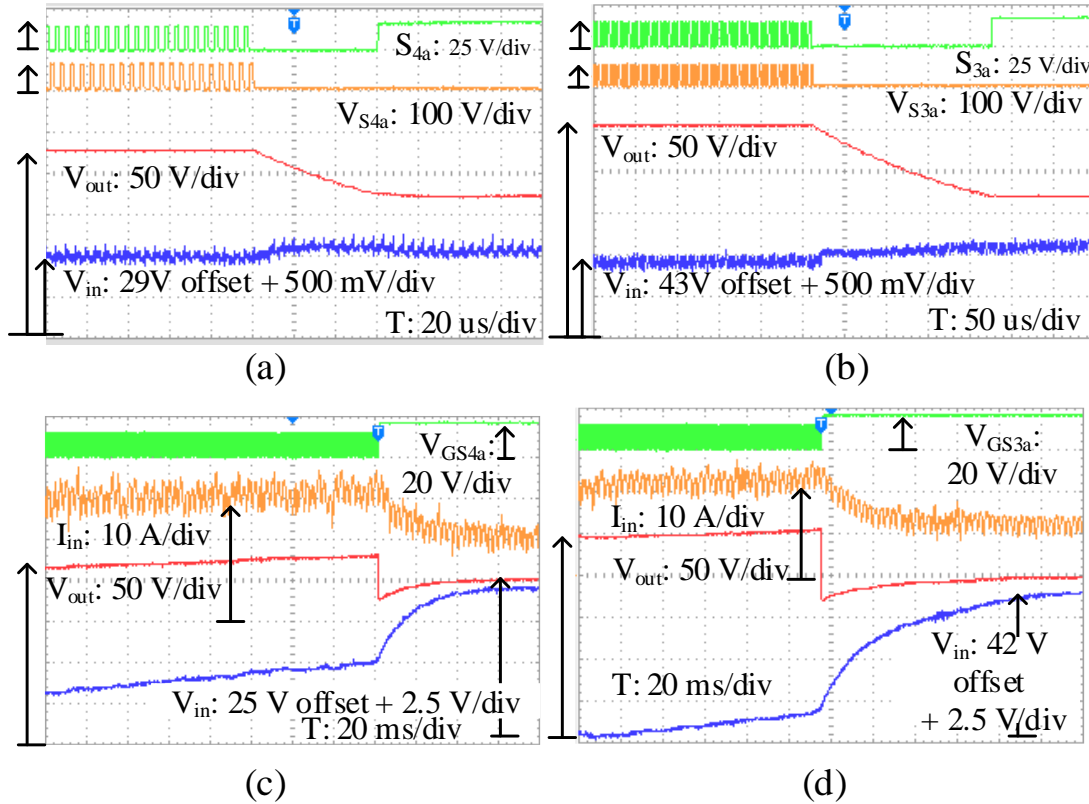 T
S4a: 25 V/div
VS4a: 100 V/div
Vout: 50 V/div
Vin: 29V offset + 500 mV/div
T: 20 us/div
(a)
T
S3a: 25 V/div
VS3a: 100 V/div
Vout: 50 V/div
Vin: 43V offset + 500 mV/div
T: 50 us/div
(b)
T
VGS4a:
20 V/div
Iin: 10 A/div
Vout: 50 V/div
Vin: 25 V offset + 2.5 V/div
T: 20 ms/div
(c)
T
VGS3a:
20 V/div
Iin: 10 A/div
Vout: 50 V/div
Vin: 42 V
offset
+ 2.5 V/div
T: 20 ms/div
(d)